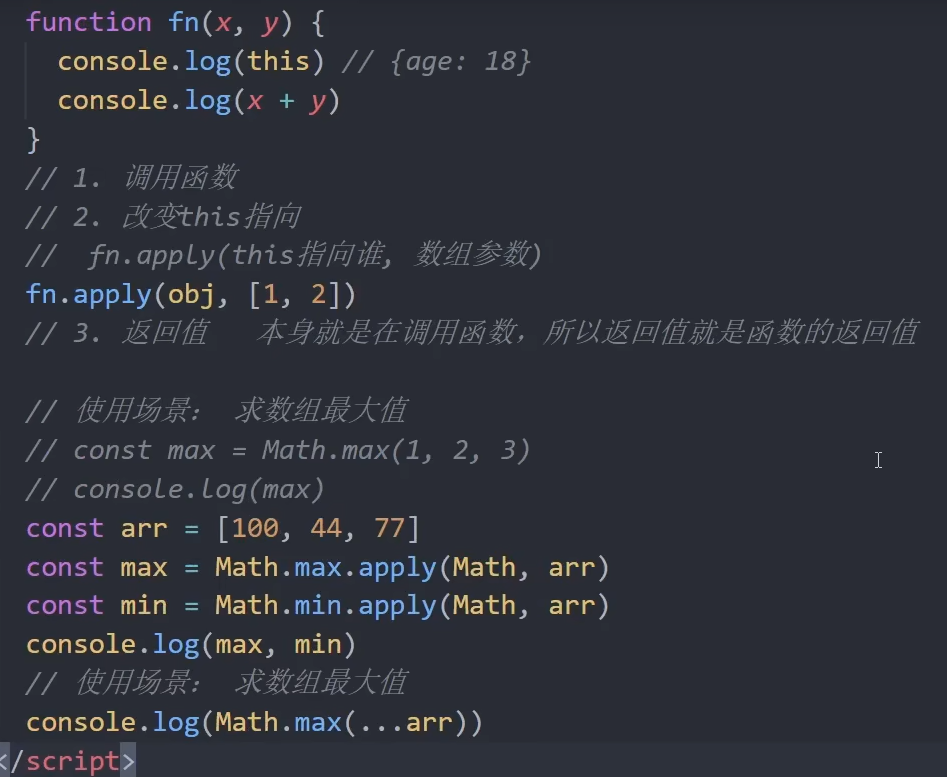 function fn(x, y) {
  console.log(this) // {age: 18}
  console.log(x + y)
}
// 1. 调用函数
// 2. 改变this指向
//  fn.apply(this指向谁, 数组参数)
fn.apply(obj, [1, 2])
// 3. 返回值   本身就是在调用函数，所以返回值就是函数的返回值

// 使用场景： 求数组最大值
// const max = Math.max(1, 2, 3)
// console.log(max)
const arr = [100, 44, 77]
const max = Math.max.apply(Math, arr)
const min = Math.min.apply(Math, arr)
console.log(max, min)
// 使用场景： 求数组最大值
console.log(Math.max(...arr))
</script>